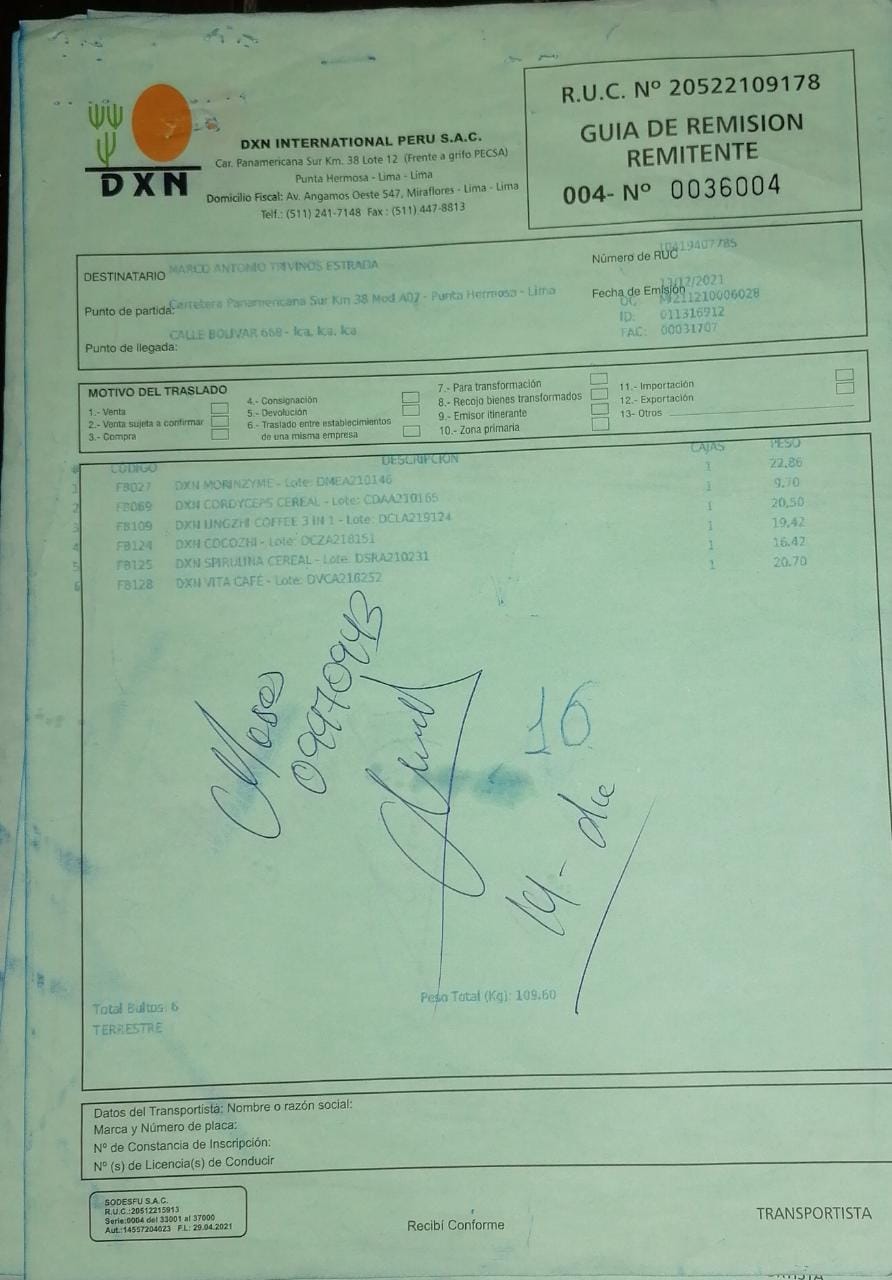 DXN
DXN INTERNATIONAL PERU S.A.C.
Car. Panamericana Sur Km. 38 Lote 12 (Frente a grifo PECSA)
Punta Hermosa - Lima - Lima
Domicilio Fiscal: Av. Angamos Oeste 547, Miraflores - Lima - Lima
Telf.: (511) 241-7148 Fax : (511) 447-8813
R.U.C. Nº 20522109178
GUIA DE REMISION
REMITENTE
004- Nº 0036004
DESTINATARIO MARCO ANTONIO TRIVINOS ESTRADA
Número de RUC 10419407785
Punto de partida: Carretera Panamericana Sur Km 38 Mod A07 - Punta Hermosa - Lima
Fecha de Emisión 13/12/2021
OC: MI211210006028
ID: 011316912
FAC: 00031707
Punto de llegada: CALLE BOLIVAR 668 - Ica, Ica, Ica
MOTIVO DEL TRASLADO
1.- Venta
2.- Venta sujeta a confirmar
3.- Compra
4.- Consignación
5.- Devolución
6.- Traslado entre establecimientos
de una misma empresa
7.- Para transformación
8.- Recojo bienes transformados
9.- Emisor itinerante
10.- Zona primaria
11.- Importación
12.- Exportación
13- Otros
# CODIGO DESCRIPCION CAJAS PESO
1 FB027 DXN MORINZYME - Lote: DMEA210146 1 22.86
2 FB069 DXN CORDYCEPS CEREAL - Lote: CDAA210165 1 9.70
3 FB109 DXN LINGZHI COFFEE 3 IN 1 - Lote: DCLA219124 1 20,50
4 FB124 DXN COCOZHI - Lote: DCZA218151 1 19,42
5 FB125 DXN SPIRULINA CEREAL - Lote: DSRA210231 1 16.42
6 FB128 DXN VITA CAFÉ - Lote: DVCA218252 1 20.70
09970943
16
14 - dic
Total Bultos: 6
Peso Total (Kg): 109.60
TERRESTRE
Datos del Transportista: Nombre o razón social:
Marca y Número de placa:
Nº de Constancia de Inscripción:
Nº (s) de Licencia(s) de Conducir
SODESFU S.A.C.
R.U.C.:20512215913
Serie:0004 del 33001 al 37000
Aut.:14557204023 F.I.: 29.04.2021
Recibí Conforme
TRANSPORTISTA